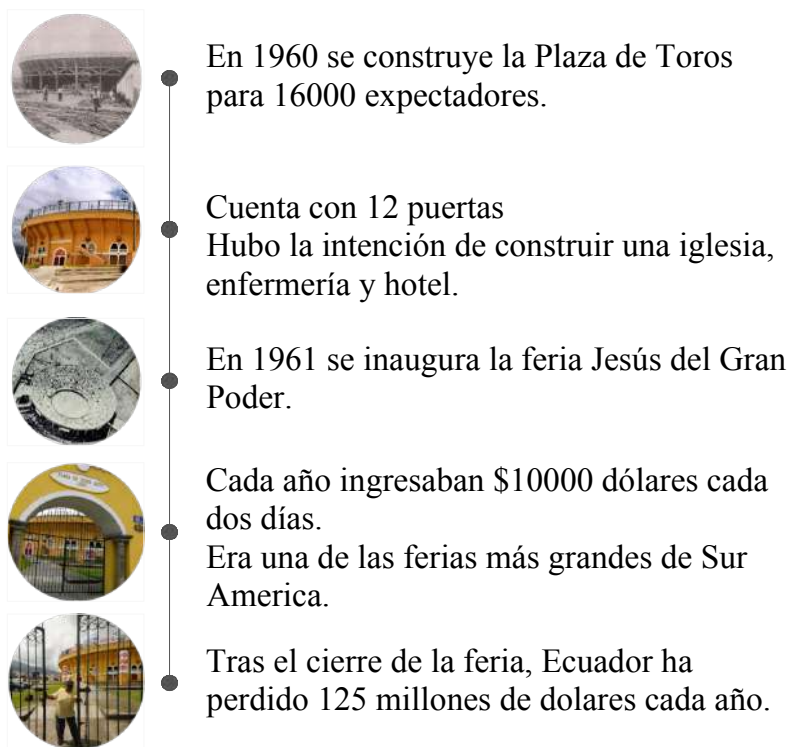 En 1960 se construye la Plaza de Toros
para 16000 expectadores.
Cuenta con 12 puertas
Hubo la intención de construir una iglesia,
enfermería y hotel.
En 1961 se inaugura la feria Jesús del Gran
Poder.
Cada año ingresaban $10000 dólares cada
dos días.
Era una de las ferias más grandes de Sur
America.
Tras el cierre de la feria, Ecuador ha
perdido 125 millones de dolares cada año.